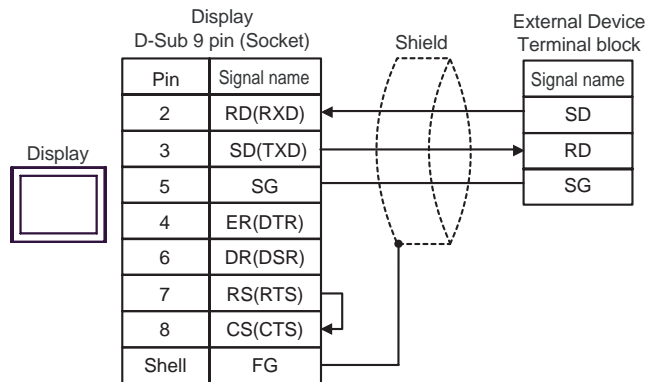 Display
D-Sub 9 pin (Socket)
Shield
External Device
Terminal block
Pin Signal name
Signal name
2 RD(RXD)
SD
3 SD(TXD)
RD
Display
5 SG
SG
4 ER(DTR)
6 DR(DSR)
7 RS(RTS)
8 CS(CTS)
Shell FG